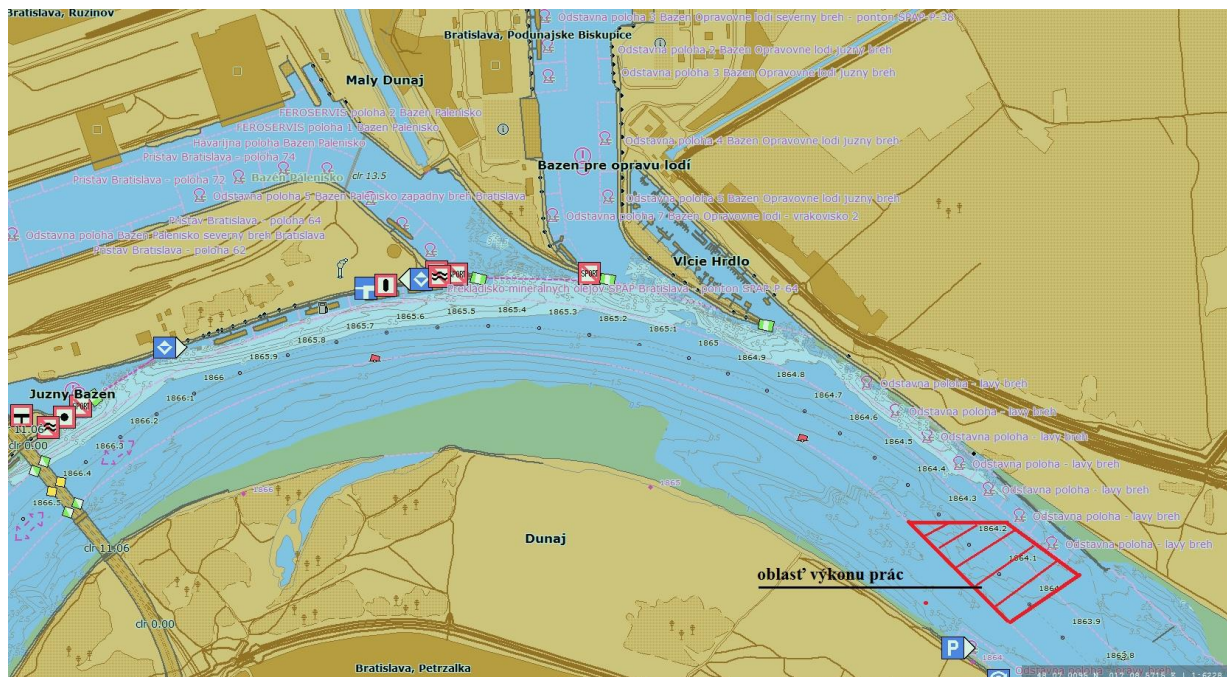 Bratislava, Ruzinov
Odstavna poloha 3 Bazen Opravovne lodi severny breh - ponton SPAP-P-38
Bratislava, Podunajske Biskupice
Odstavna poloha 2 Bazen Opravovne lodi juzny breh
Odstavna poloha 3 Bazen Opravovne lodi juzny breh
Maly Dunaj
FEROSERVIS poloha 2 Bazen Palenisko
FEROSERVIS poloha 1 Bazen Palenisko
Havarijna poloha Bazen Palenisko
Odstavna poloha 4 Bazen Opravovne lodi juzny breh
Pristav Bratislava - poloha 74
Bazen pre opravu lodí
Pristav Bratislava - poloha 72
Bazen Palenisko
clr 13.5
Odstavna poloha 5 Bazen Palenisko zapadny breh Bratislava
Bazen Opravovne lodi juzny breh
Pristav Bratislava - poloha 64
Odstavna poloha 7 Bazen Opravovne lodi - vrakovisko 2
Odstavna poloha Bazen Palenisko severny breh Bratislava
Pristav Bratislava - poloha 62
Vlcie Hrdlo
SPORT
SPORT
Prekladisko mineralnych olejov SPAP Bratislava - ponton SPAP-P-64
1865.7
1865.6
1865.5
1865.4
1865.3
1865.2
1865.1
1865
1864.9
1865.8
1865.9
1864.8
1866
1864.7
Odstavna poloha - lavy breh
Juzny Bazen
1866.1
SPORT
1866.2
1864.6
Odstavna poloha - lavy breh
11.06
clr 0.00
1866.3
1864.5
Odstavna poloha - lavy breh
1866.4
1864.4
Odstavna poloha - lavy breh
1866.5
1866
1865
1864.3
Odstavna poloha - lavy breh
Odstavna poloha - lavy breh
1864.2
Dunaj
clr 11.06
Odstavna poloha - lavy breh
1864.1
oblasť výkonu prác
1864
clr 0.00
1863.9
P
1864
1863.8
Bratislava, Petrzalka